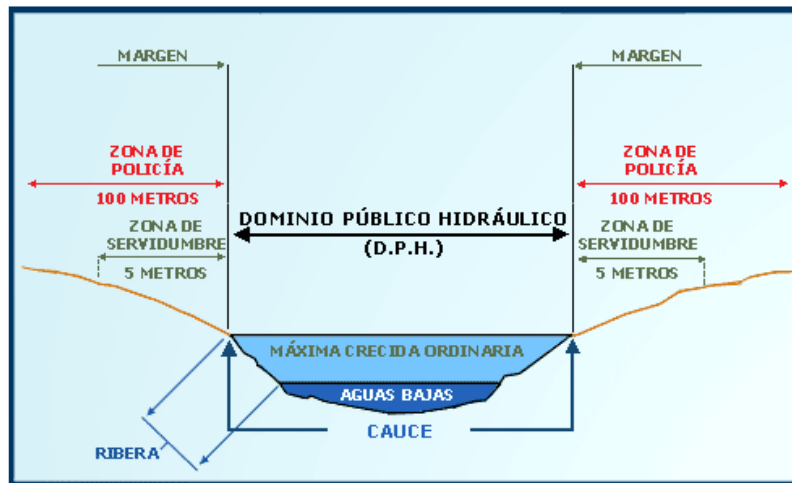 MARGEN
MARGEN
ZONA DE
POLICÍA
100 METROS
ZONA DE
POLICÍA
100 METROS
DOMINIO PÚBLICO HIDRÁULICO
(D.P.H.)
ZONA DE
SERVIDUMBRE
5 METROS
ZONA DE
SERVIDUMBRE
5 METROS
MÁXIMA CRECIDA ORDINARIA
AGUAS BAJAS
CAUCE
RIBERA